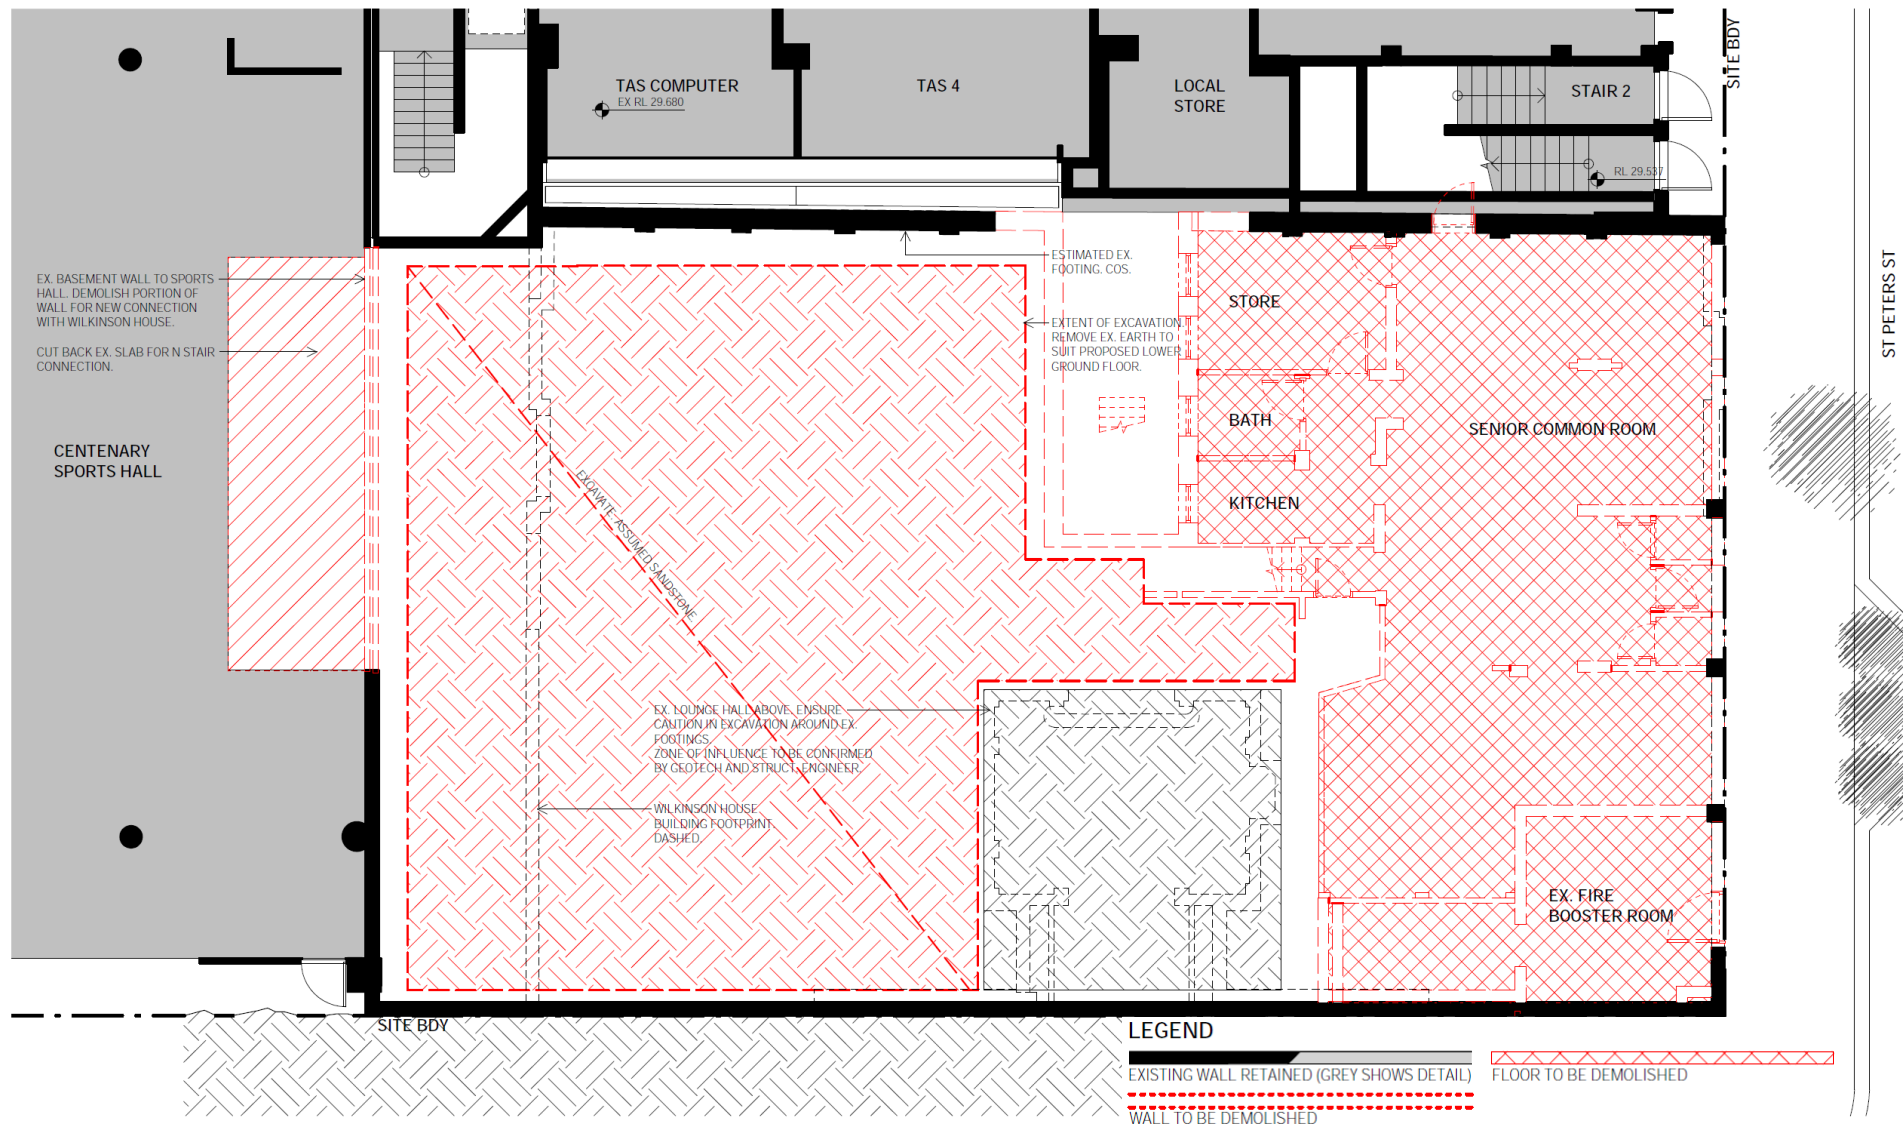 SITE BDY
TAS COMPUTER
EX RL 29.680
TAS 4
LOCAL
STORE
STAIR 2
RL 29.537
ST PETERS ST
EX. BASEMENT WALL TO SPORTS
HALL. DEMOLISH PORTION OF
WALL FOR NEW CONNECTION
WITH WILKINSON HOUSE.
CUT BACK EX. SLAB FOR N STAIR
CONNECTION.
CENTENARY
SPORTS HALL
ESTIMATED EX.
FOOTING. COS.
EXTENT OF EXCAVATION.
REMOVE EX. EARTH TO
SUIT PROPOSED LOWER
GROUND FLOOR.
STORE
BATH
KITCHEN
SENIOR COMMON ROOM
EXCAVATE. ASSUMED SANDSTONE
EX. LOUNGE HALL ABOVE. ENSURE
CAUTION IN EXCAVATION AROUND EX.
FOOTINGS.
ZONE OF INFLUENCE TO BE CONFIRMED
BY GEOTECH AND STRUCT. ENGINEER.
WILKINSON HOUSE
BUILDING FOOTPRINT.
DASHED.
EX. FIRE
BOOSTER ROOM
SITE BDY
LEGEND
EXISTING WALL RETAINED (GREY SHOWS DETAIL)
FLOOR TO BE DEMOLISHED
WALL TO BE DEMOLISHED